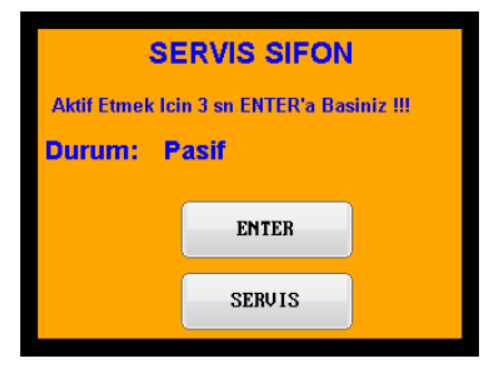 SERVIS SIFON
Aktif Etmek Icin 3 sn ENTER'a Basiniz !!!
Durum: Pasif
ENTER
SERVIS